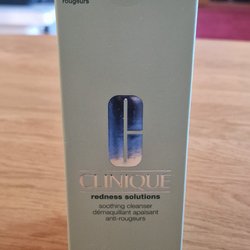 rougeurs
CLINIQUE
redness solutions
soothing cleanser
démaquillant apaisant
anti-rougeurs